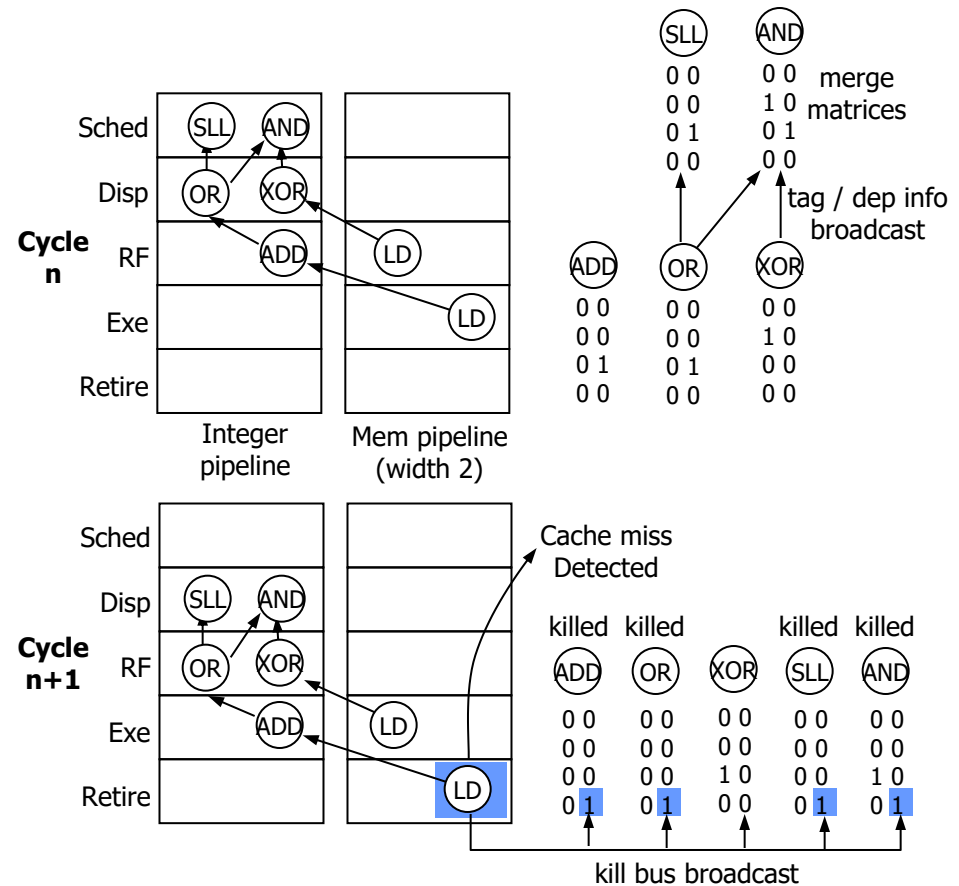 SLL AND
0 0 0 0
0 0 1 0
0 1 0 1
0 0 0 0
merge
matrices
tag / dep info
broadcast
ADD OR XOR
0 0 0 0 0 0
0 0 0 0 1 0
0 1 0 1 0 0
0 0 0 0 0 0
Cycle
n
Sched SLL AND
Disp OR XOR
RF ADD LD
Exe LD
Retire
Integer
pipeline
Mem pipeline
(width 2)
Cycle
n+1
Sched
Disp SLL AND
RF OR XOR
Exe ADD LD
Retire LD
Cache miss
Detected
killed killed killed killed
ADD OR XOR SLL AND
0 0 0 0 0 0 0 0 0 0
0 0 0 0 0 0 0 0 0 0
0 0 0 0 1 0 0 0 1 0
0 1 0 1 0 0 0 1 0 1
kill bus broadcast